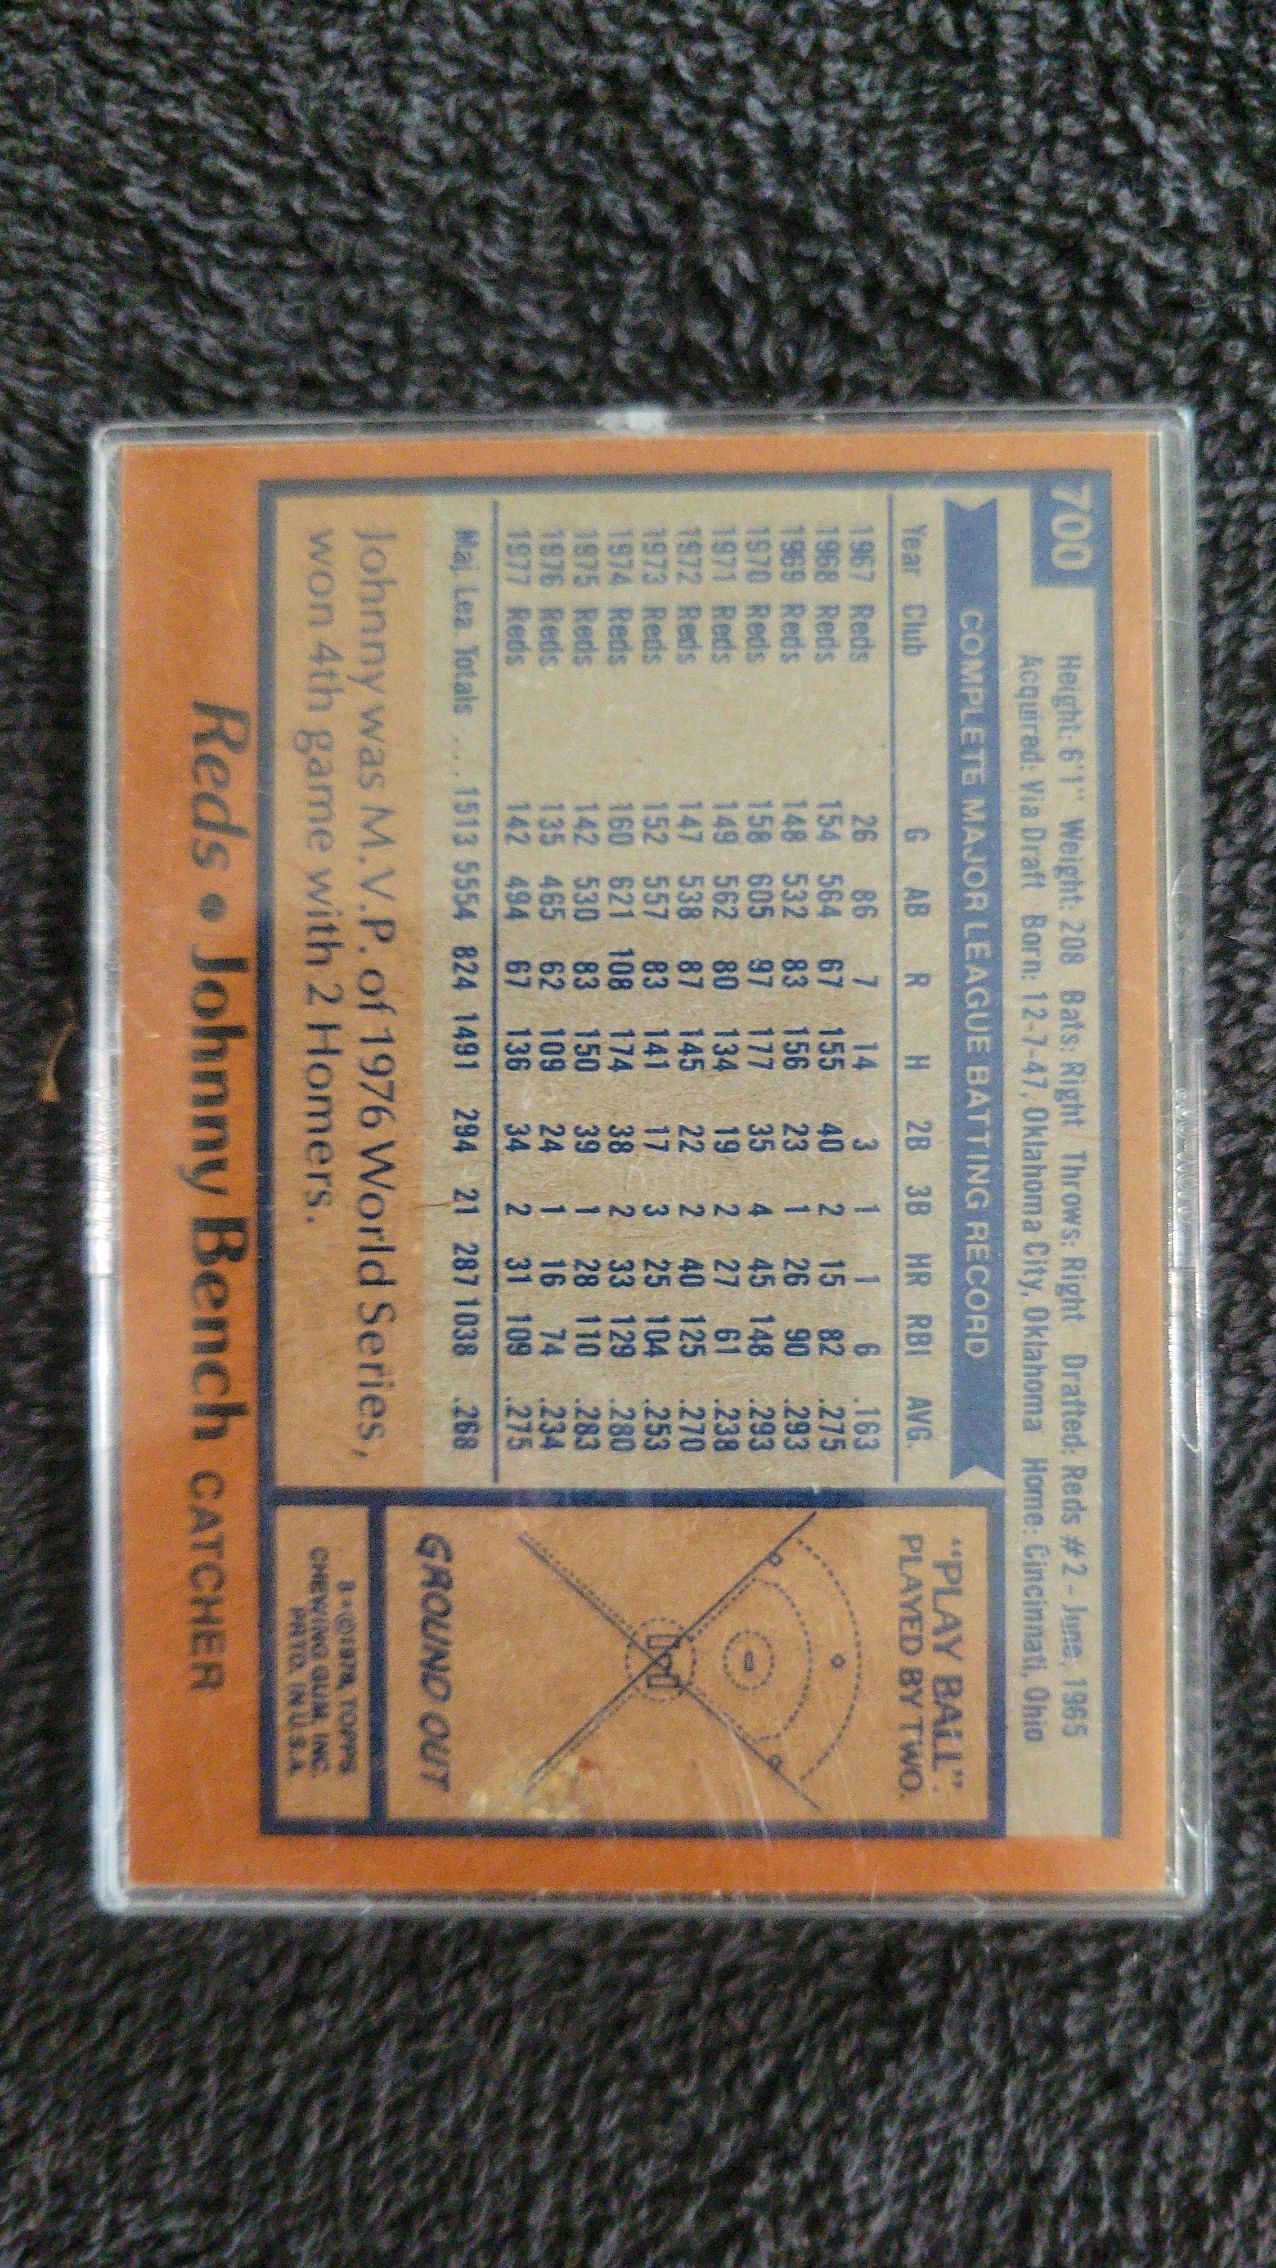 700
Height: 6'1" Weight: 208 Bats: Right Throws: Right Drafted: Reds #2 - June, 1965
Acquired: Via Draft Born: 12-7-47, Oklahoma City, Oklahoma Home: Cincinnati, Ohio
COMPLETE MAJOR LEAGUE BATTING RECORD
Year Club G AB R H 2B 3B HR RBI AVG.
1967 Reds 26 86 7 14 3 1 1 6 .163
1968 Reds 154 564 67 155 40 2 15 82 .275
1969 Reds 148 532 83 156 23 1 26 90 .293
1970 Reds 158 605 97 177 35 4 45 148 .293
1971 Reds 149 562 80 134 19 2 27 61 .238
1972 Reds 147 538 87 145 22 2 40 125 .270
1973 Reds 152 557 83 141 17 3 25 104 .253
1974 Reds 160 621 108 174 38 2 33 129 .280
1975 Reds 142 530 83 150 39 1 28 110 .283
1976 Reds 135 465 62 109 24 1 16 74 .234
1977 Reds 142 494 67 136 34 2 31 109 .275
Maj. Lea. Totals .... 1513 5554 824 1491 294 21 287 1038 .268
Johnny was M.V.P. of 1976 World Series,
won 4th game with 2 Homers.
"PLAY BALL"
PLAYED BY TWO.
GROUND OUT
© 1978, TOPPS
CHEWING GUM, INC.
PNTD. IN U.S.A.
Reds • Johnny Bench CATCHER